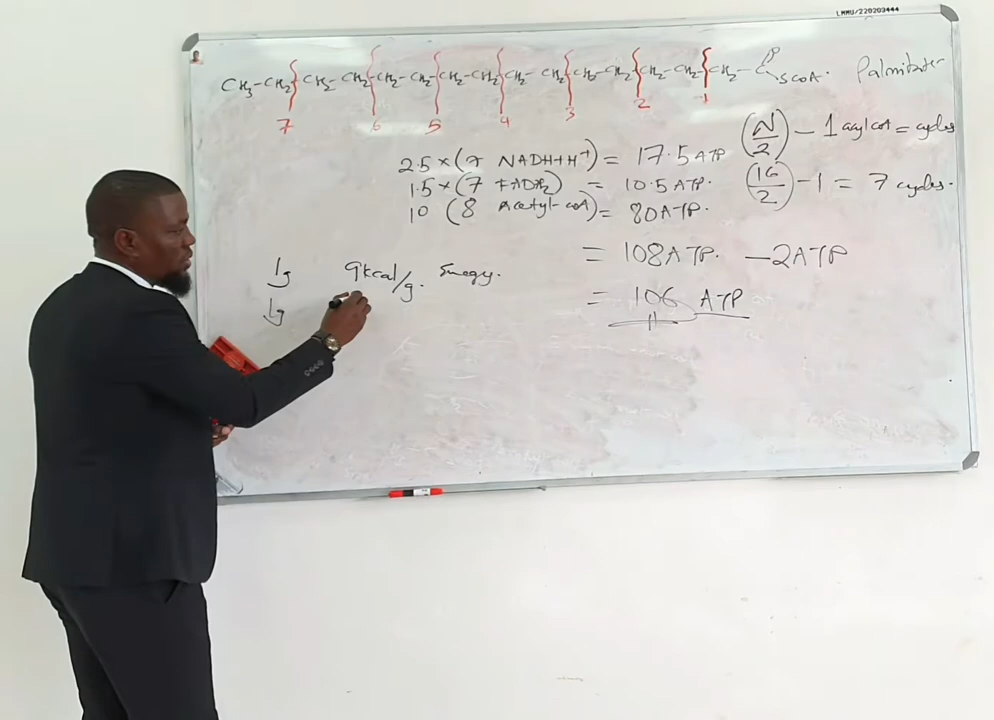 LMMU/220203444
CH3-CH2-CH2-CH2-CH2-CH2-CH2-CH2-CH2-CH2-CH2-CH2-CH2-CH2-CH2-C-SCOA. Palmitate
7 6 5 4 3 2 1
(N/2) - 1 acyl coA = cycles
2.5 x (7 NADH+H+) = 17.5 ATP
(16/2) - 1 = 7 cycles.
1.5 x (7 FADH2) = 10.5 ATP.
10 (8 Acetyl-coA) = 80 ATP.
= 108 ATP. - 2 ATP
1g 9kcal/g. Energy.
= 106 ATP
1g